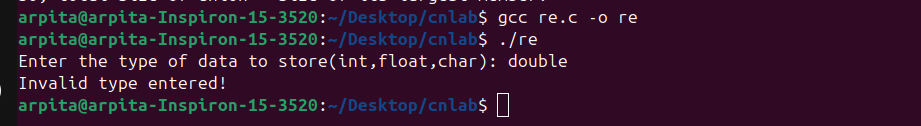 arpita@arpita-Inspiron-15-3520:~/Desktop/cnlab$ gcc re.c -o re
arpita@arpita-Inspiron-15-3520:~/Desktop/cnlab$ ./re
Enter the type of data to store(int,float,char): double
Invalid type entered!
arpita@arpita-Inspiron-15-3520:~/Desktop/cnlab$